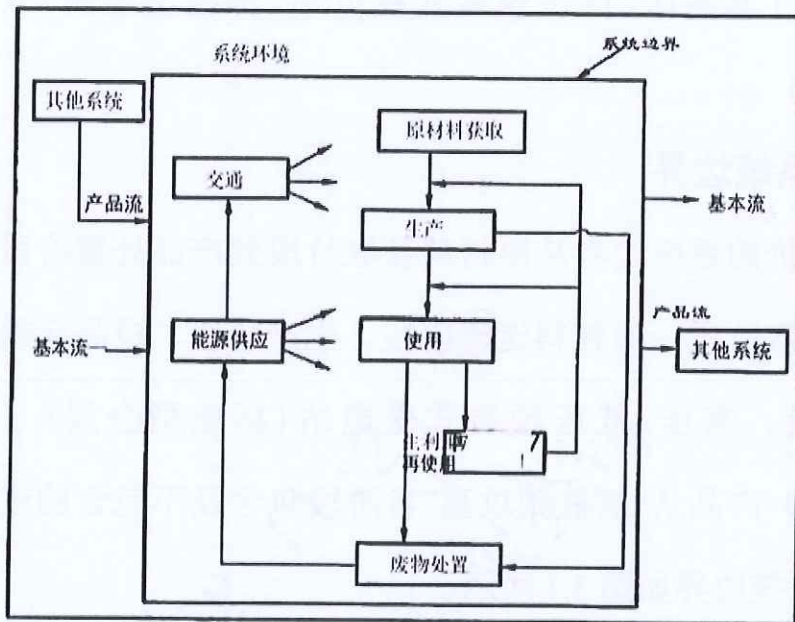 系统环境
系统边界
其他系统
原材料获取
交通
产品流
基本流
生产
产品流
能源供应
使用
基本流
其他系统
再使用
废物处置